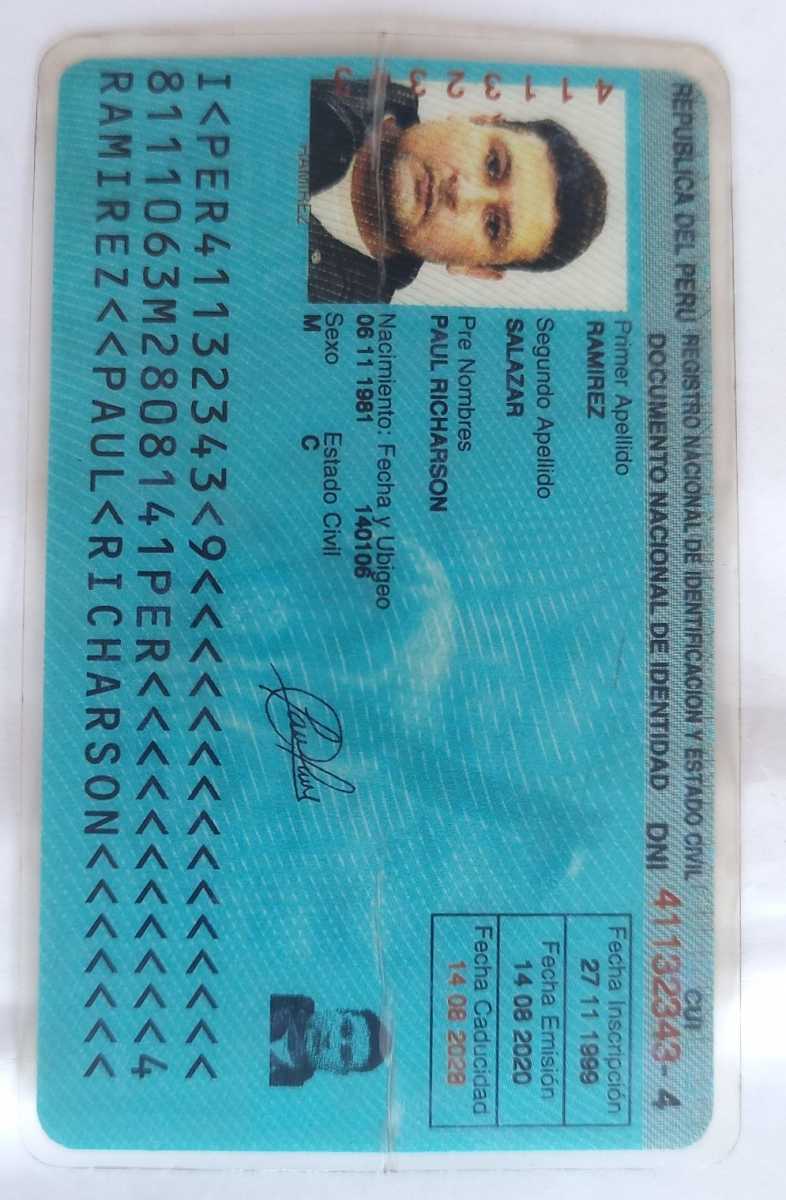 REPUBLICA DEL PERU REGISTRO NACIONAL DE IDENTIFICACION Y ESTADO CIVIL
CUI
DOCUMENTO NACIONAL DE IDENTIDAD DNI 41132343 - 4
Primer Apellido
RAMIREZ
Segundo Apellido
SALAZAR
Pre Nombres
PAUL RICHARSON
Nacimiento: Fecha y Ubigeo
06 11 1981 140106
Sexo Estado Civil
M C
Fecha Inscripción
27 11 1999
Fecha Emisión
14 08 2020
Fecha Caducidad
14 08 2028
41132343
RAMIREZ
I<PER41132343<9<<<<<<<<<<<<<<<
8111063M2808141PER<<<<<<<<<<<4
RAMIREZ<<PAUL<RICHARSON<<<<<<<